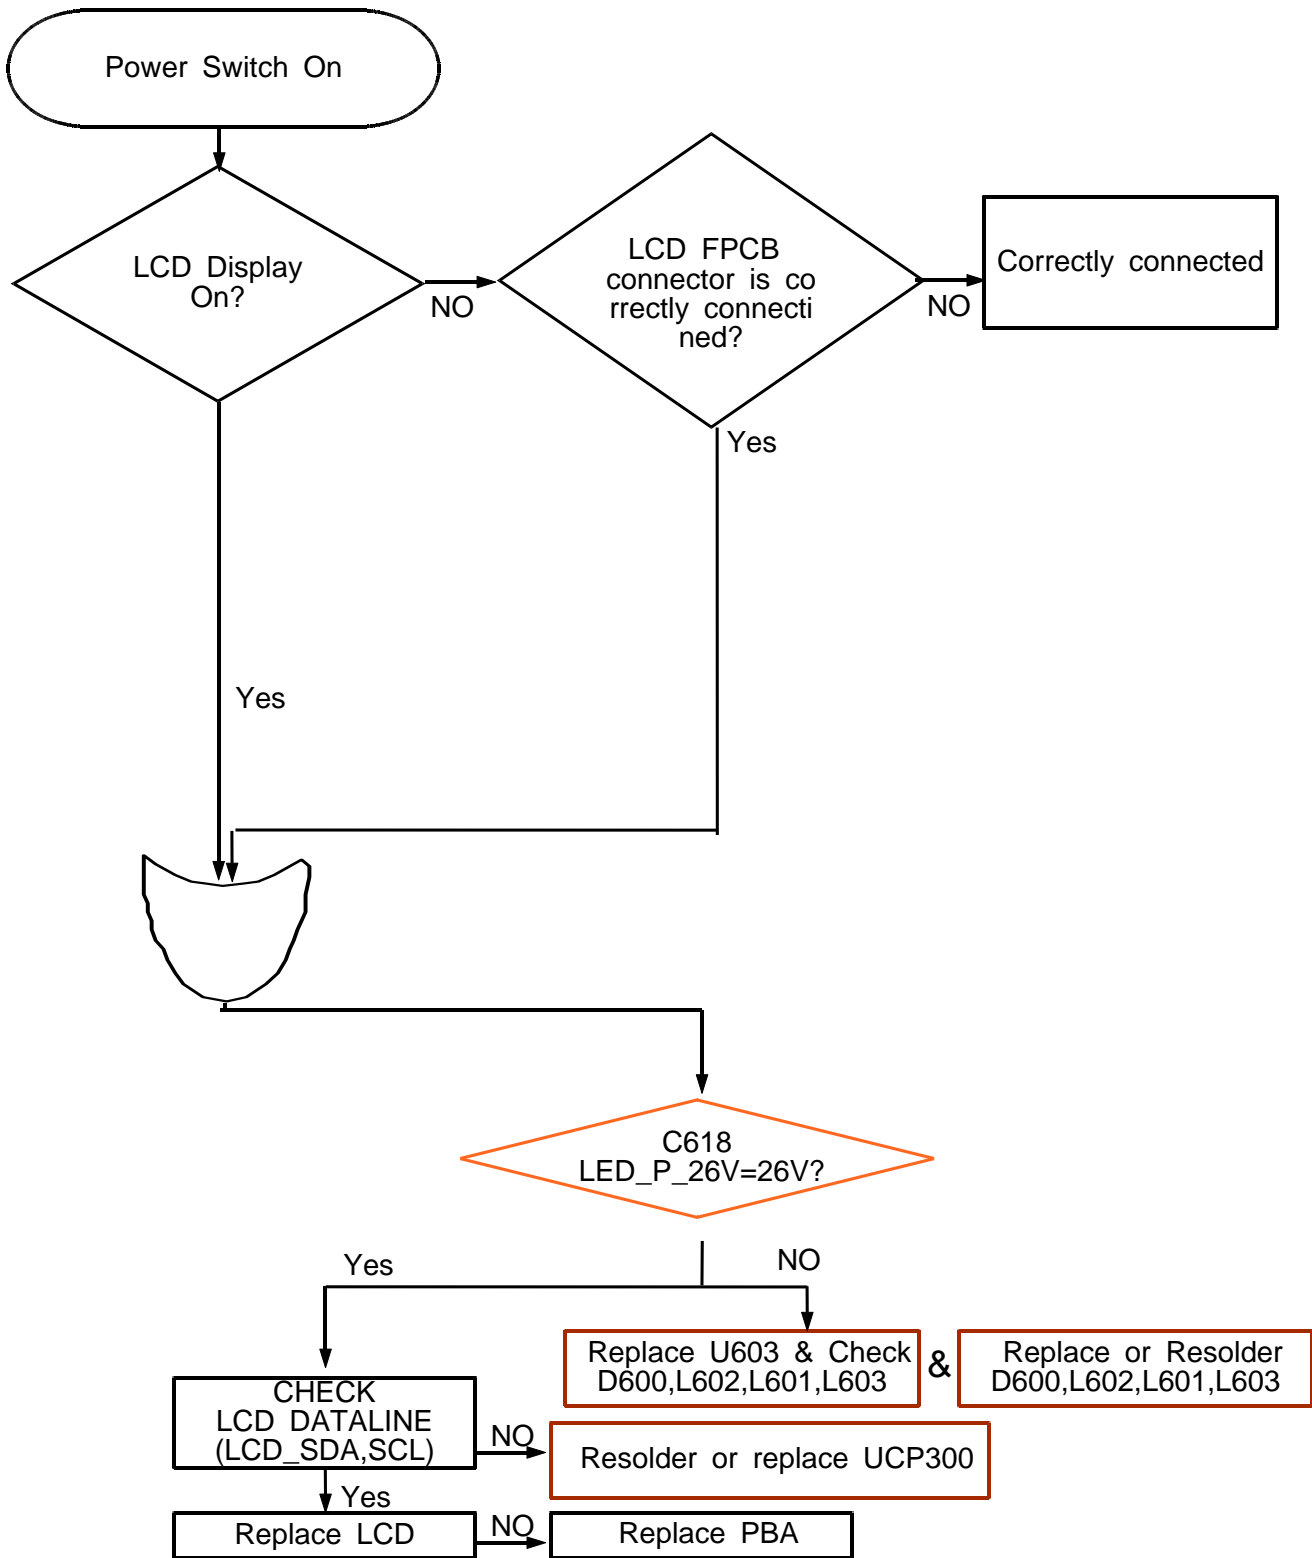 Power Switch On
LCD Display
On?
NO
LCD FPCB
connector is co
rrectly connecti
ned?
NO
Correctly connected
Yes
Yes
C618
LED_P_26V=26V?
Yes
NO
Replace U603 & Check
D600,L602,L601,L603
&
Replace or Resolder
D600,L602,L601,L603
CHECK
LCD DATALINE
(LCD_SDA,SCL)
NO
Resolder or replace UCP300
Yes
Replace LCD
NO
Replace PBA